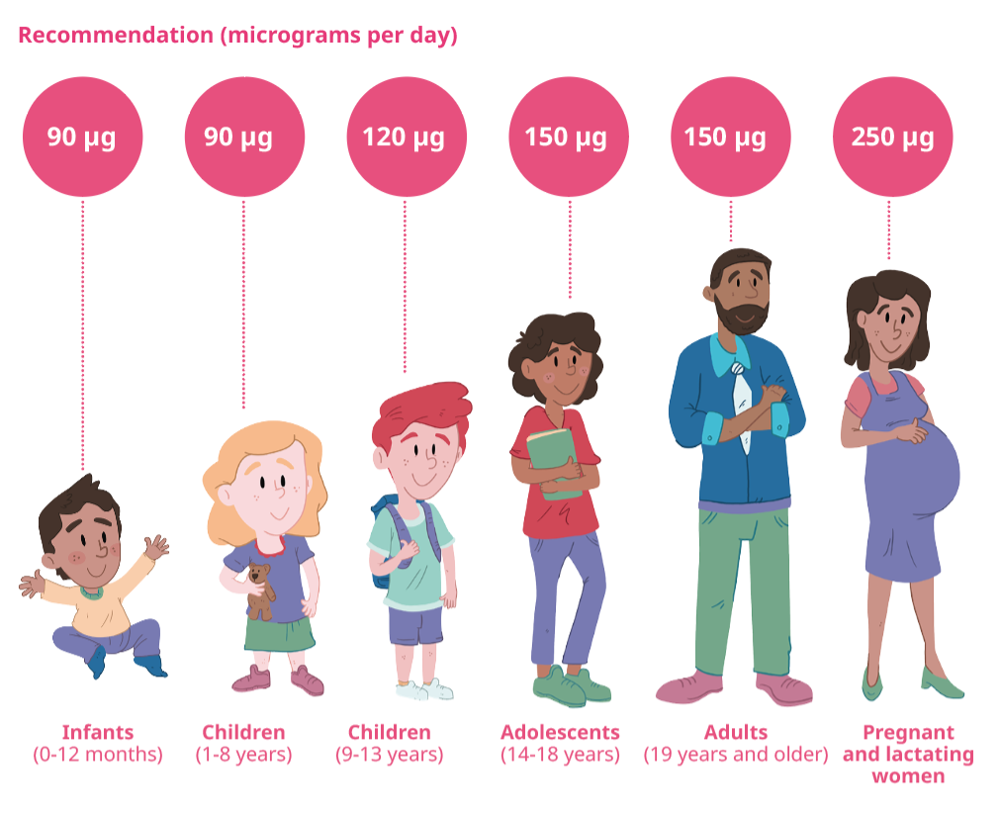 Recommendation (micrograms per day)
90 µg
90 µg
120 µg
150 µg
150 µg
250 µg
Infants
(0-12 months)
Children
(1-8 years)
Children
(9-13 years)
Adolescents
(14-18 years)
Adults
(19 years and older)
Pregnant
and lactating
women